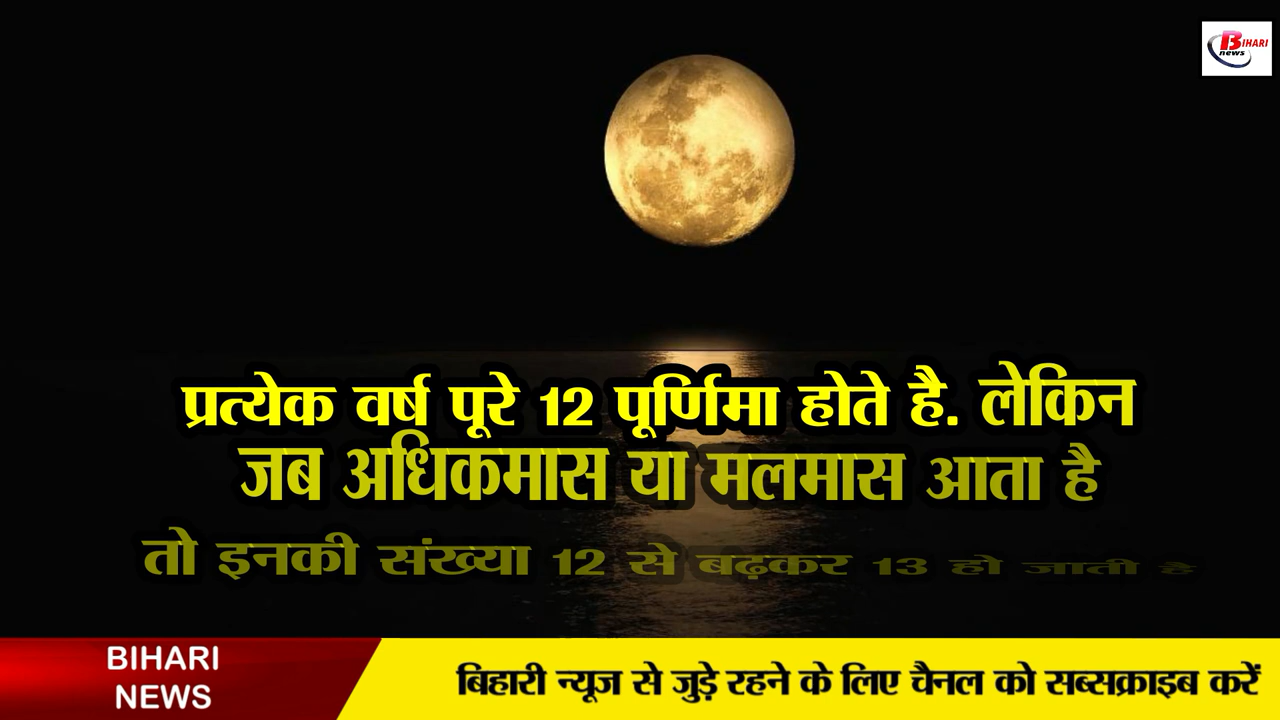 BIHARI
news
प्रत्येक वर्ष पूरे 12 पूर्णिमा होते है. लेकिन
जब अधिकमास या मलमास आता है
तो इनकी संख्या 12 से बढ़कर 13 हो जाती है
BIHARI
NEWS
बिहारी न्यूज से जुड़े रहने के लिए चैनल को सब्सक्राइब करें